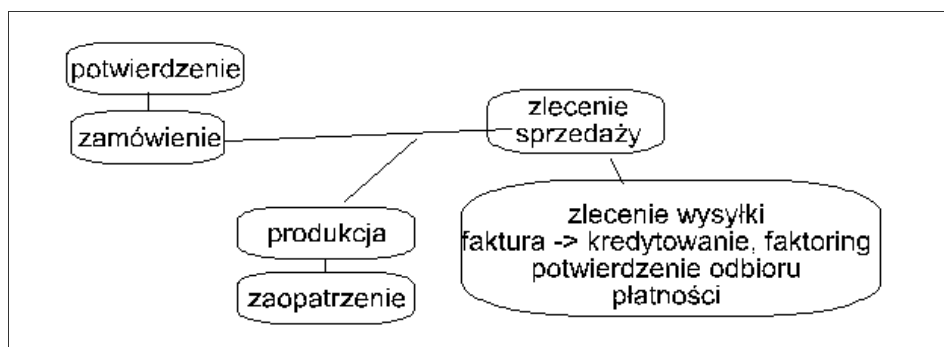 potwierdzenie
zamówienie
zlecenie
sprzedaży
produkcja
zaopatrzenie
zlecenie wysyłki
faktura -> kredytowanie, faktoring
potwierdzenie odbioru
płatności